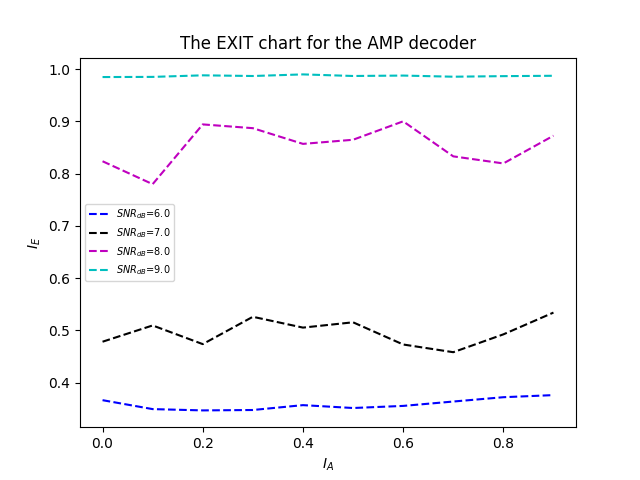 The EXIT chart for the AMP decoder
1.0
0.9
0.8
0.7
0.6
0.5
0.4
I_E
SNR_dB=6.0
SNR_dB=7.0
SNR_dB=8.0
SNR_dB=9.0
0.0 0.2 0.4 0.6 0.8
I_A